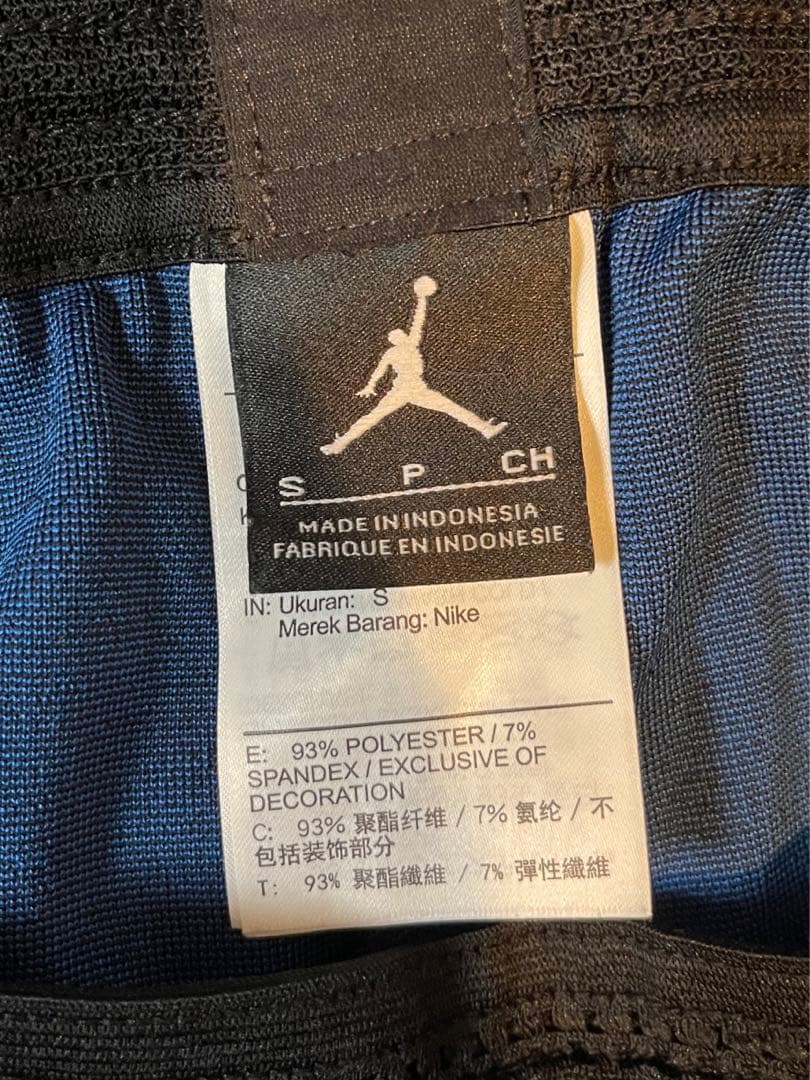 S P CH
MADE IN INDONESIA
FABRIQUE EN INDONESIE
IN: Ukuran: S
Merek Barang: Nike
E: 93% POLYESTER / 7%
SPANDEX / EXCLUSIVE OF
DECORATION
C: 93% 聚酯纤维 / 7% 氨纶 / 不
包括装饰部分
T: 93% 聚酯纖維 / 7% 彈性纖維